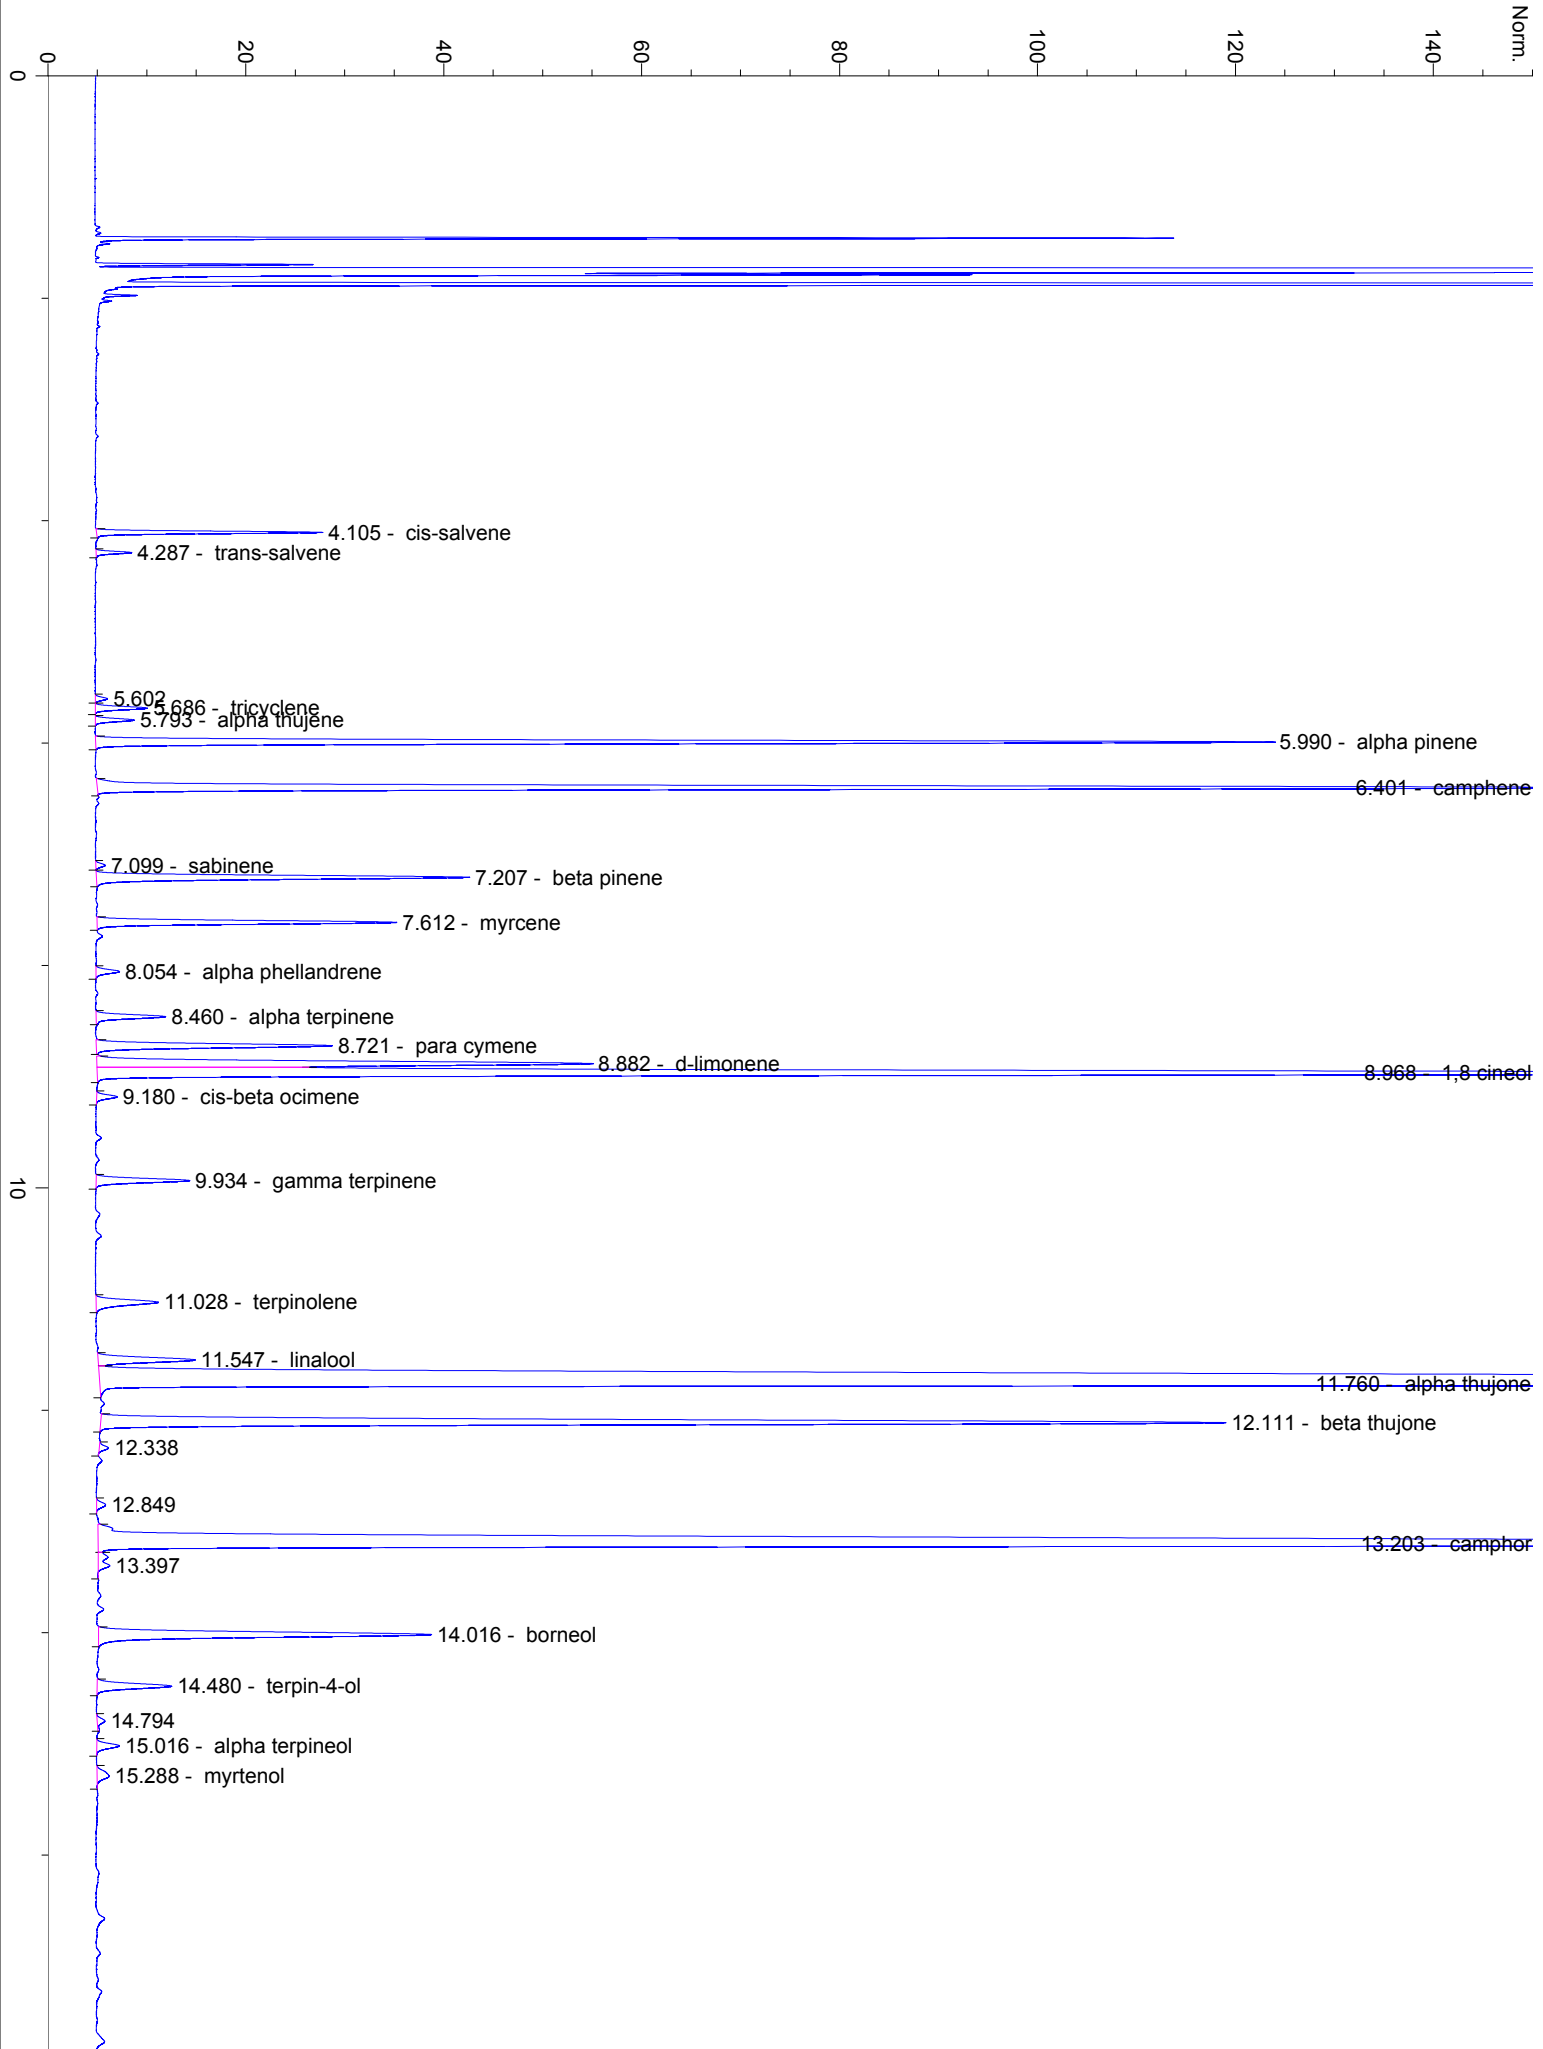 Norm.
0
20
40
60
80
100
120
140
0
4.105 - cis-salvene
4.287 - trans-salvene
5.602
5.686 - tricyclene
5.793 - alpha thujene
5.990 - alpha pinene
6.401 - camphene
7.099 - sabinene
7.207 - beta pinene
7.612 - myrcene
8.054 - alpha phellandrene
8.460 - alpha terpinene
8.721 - para cymene
8.882 - d-limonene
8.968 - 1,8 cineol
9.180 - cis-beta ocimene
9.934 - gamma terpinene
10
11.028 - terpinolene
11.547 - linalool
11.760 - alpha thujone
12.111 - beta thujone
12.338
12.849
13.203 - camphor
13.397
14.016 - borneol
14.480 - terpin-4-ol
14.794
15.016 - alpha terpineol
15.288 - myrtenol